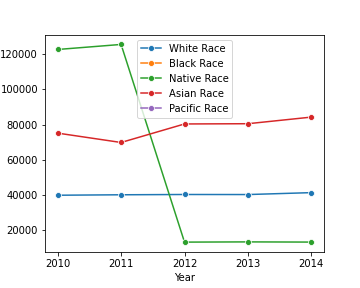 120000
100000
80000
60000
40000
20000
White Race
Black Race
Native Race
Asian Race
Pacific Race
2010 2011 2012 2013 2014
Year